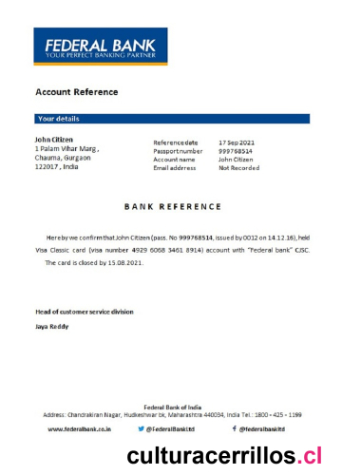 FEDERAL BANK
YOUR PERFECT BANKING PARTNER
Account Reference
Your details
John Citizen
1 Palam Vihar Marg,
Chauma, Gurgaon
122017, India
Reference date 17 Sep 2021
Passport number 999768514
Account name John Citizen
Email addrress Not Recorded
BANK REFERENCE
Hereby we confirm that John Citizen (pass. No 999768514, issued by 0012 on 14.12.16), held
Visa Classic card (visa number 4929 6068 3461 8914) account with "Federal bank" CJSC.
The card is closed by 15.08.2021.
Head of customer service division
Jaya Reddy
Federal Bank of India
Address: Chandrakiran Nagar, Hudkeshwar bk, Maharashtra 440034, India Tel.: 1800 - 425 - 1199
www.federalbank.co.in @FederalBankLtd @federalbankltd
culturacerrillos.cl